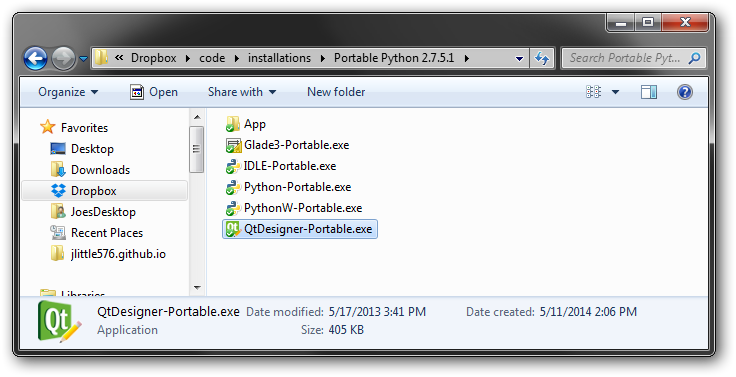 « Dropbox ▸ code ▸ installations ▸ Portable Python 2.7.5.1 ▸ Search Portable Pyt...
Organize ▾ Open Share with ▾ New folder
Favorites
Desktop
Downloads
Dropbox
JoesDesktop
Recent Places
jlittle576.github.io
Libraries
App
Glade3-Portable.exe
IDLE-Portable.exe
Python-Portable.exe
PythonW-Portable.exe
QtDesigner-Portable.exe
Qt
QtDesigner-Portable.exe Date modified: 5/17/2013 3:41 PM Date created: 5/11/2014 2:06 PM
Application Size: 405 KB